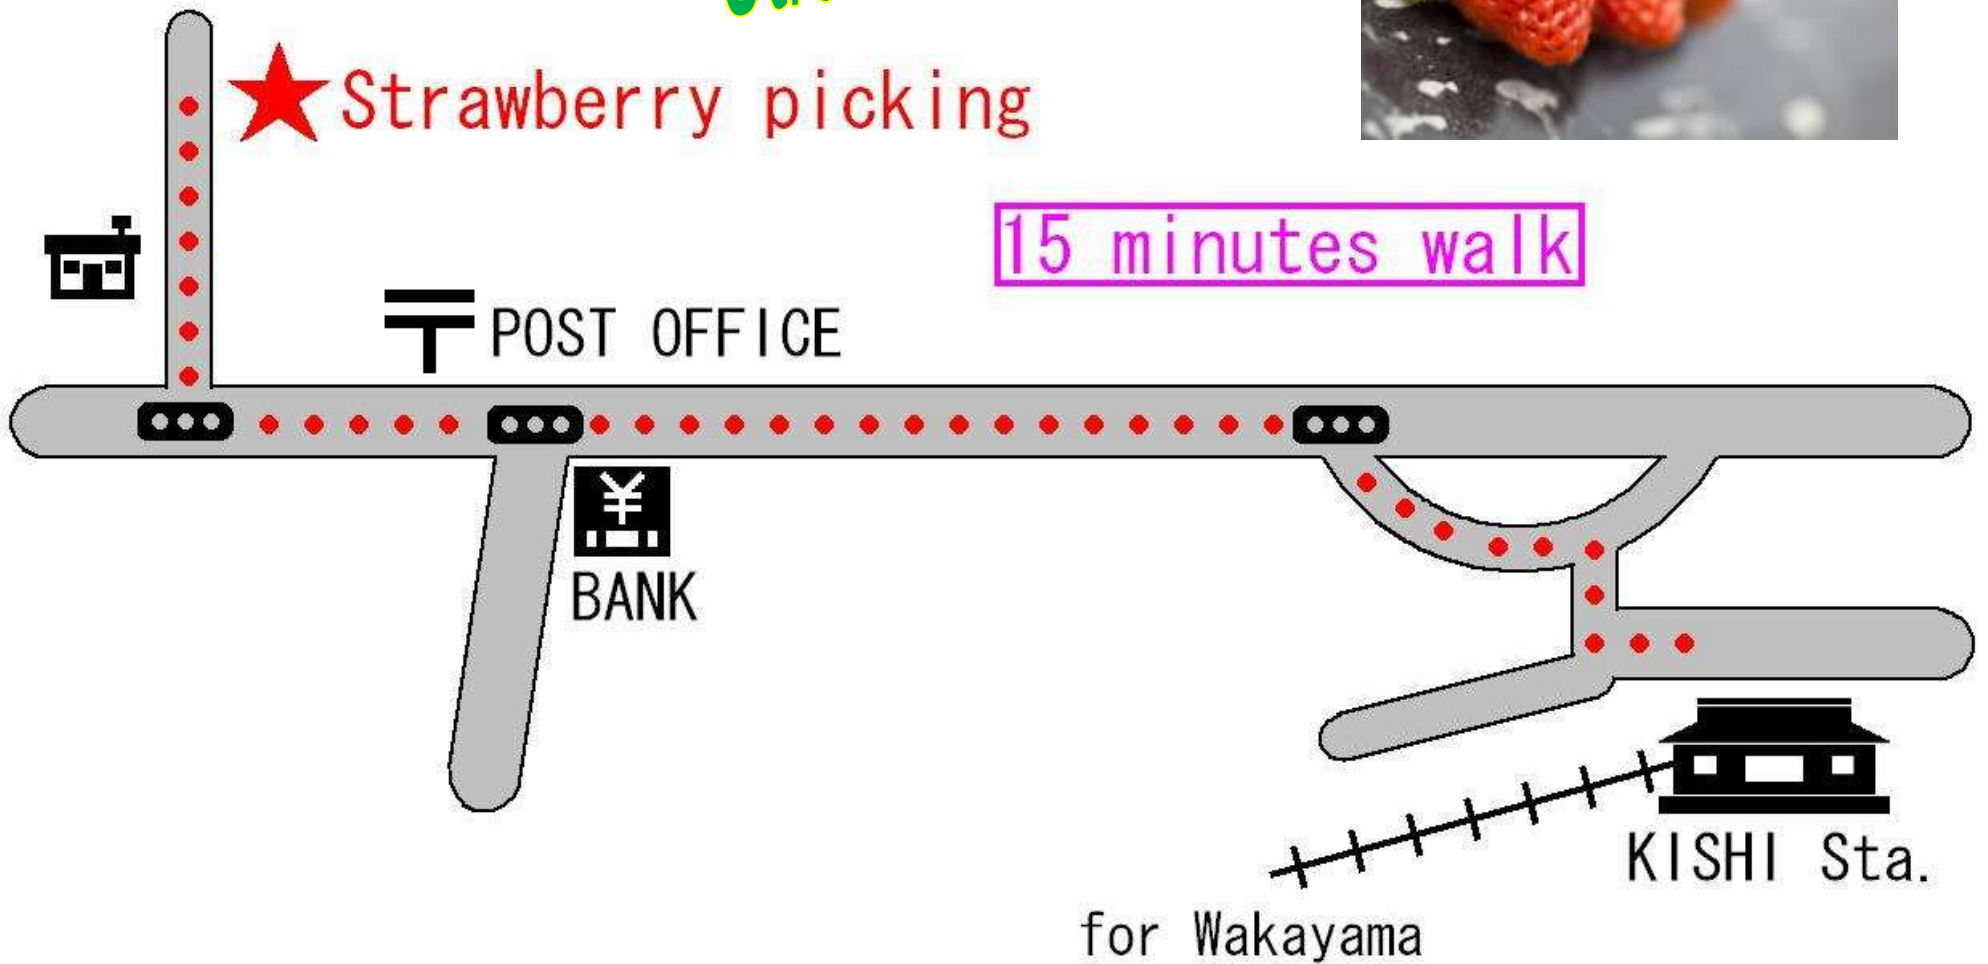 Strawberry picking
15 minutes walk
〒POST OFFICE
¥
BANK
KISHI Sta.
for Wakayama